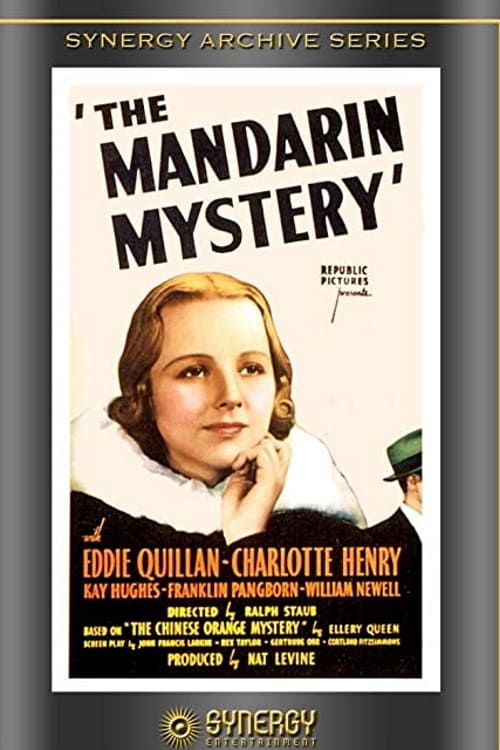 SYNERGY ARCHIVE SERIES
'THE
MANDARIN
MYSTERY'
REPUBLIC
PICTURES
presents
with
EDDIE QUILLAN-CHARLOTTE HENRY
KAY HUGHES-FRANKLIN PANGBORN-WILLIAM NEWELL
DIRECTED by RALPH STAUB
BASED ON "THE CHINESE ORANGE MYSTERY" by ELLERY QUEEN
SCREEN PLAY by JOHN FRANCIS LARKIN - REX TAYLOR - GERTRUDE ORR - CORTLAND FITZSIMMONS
PRODUCED by NAT LEVINE
SYNERGY
ENTERTAINMENT